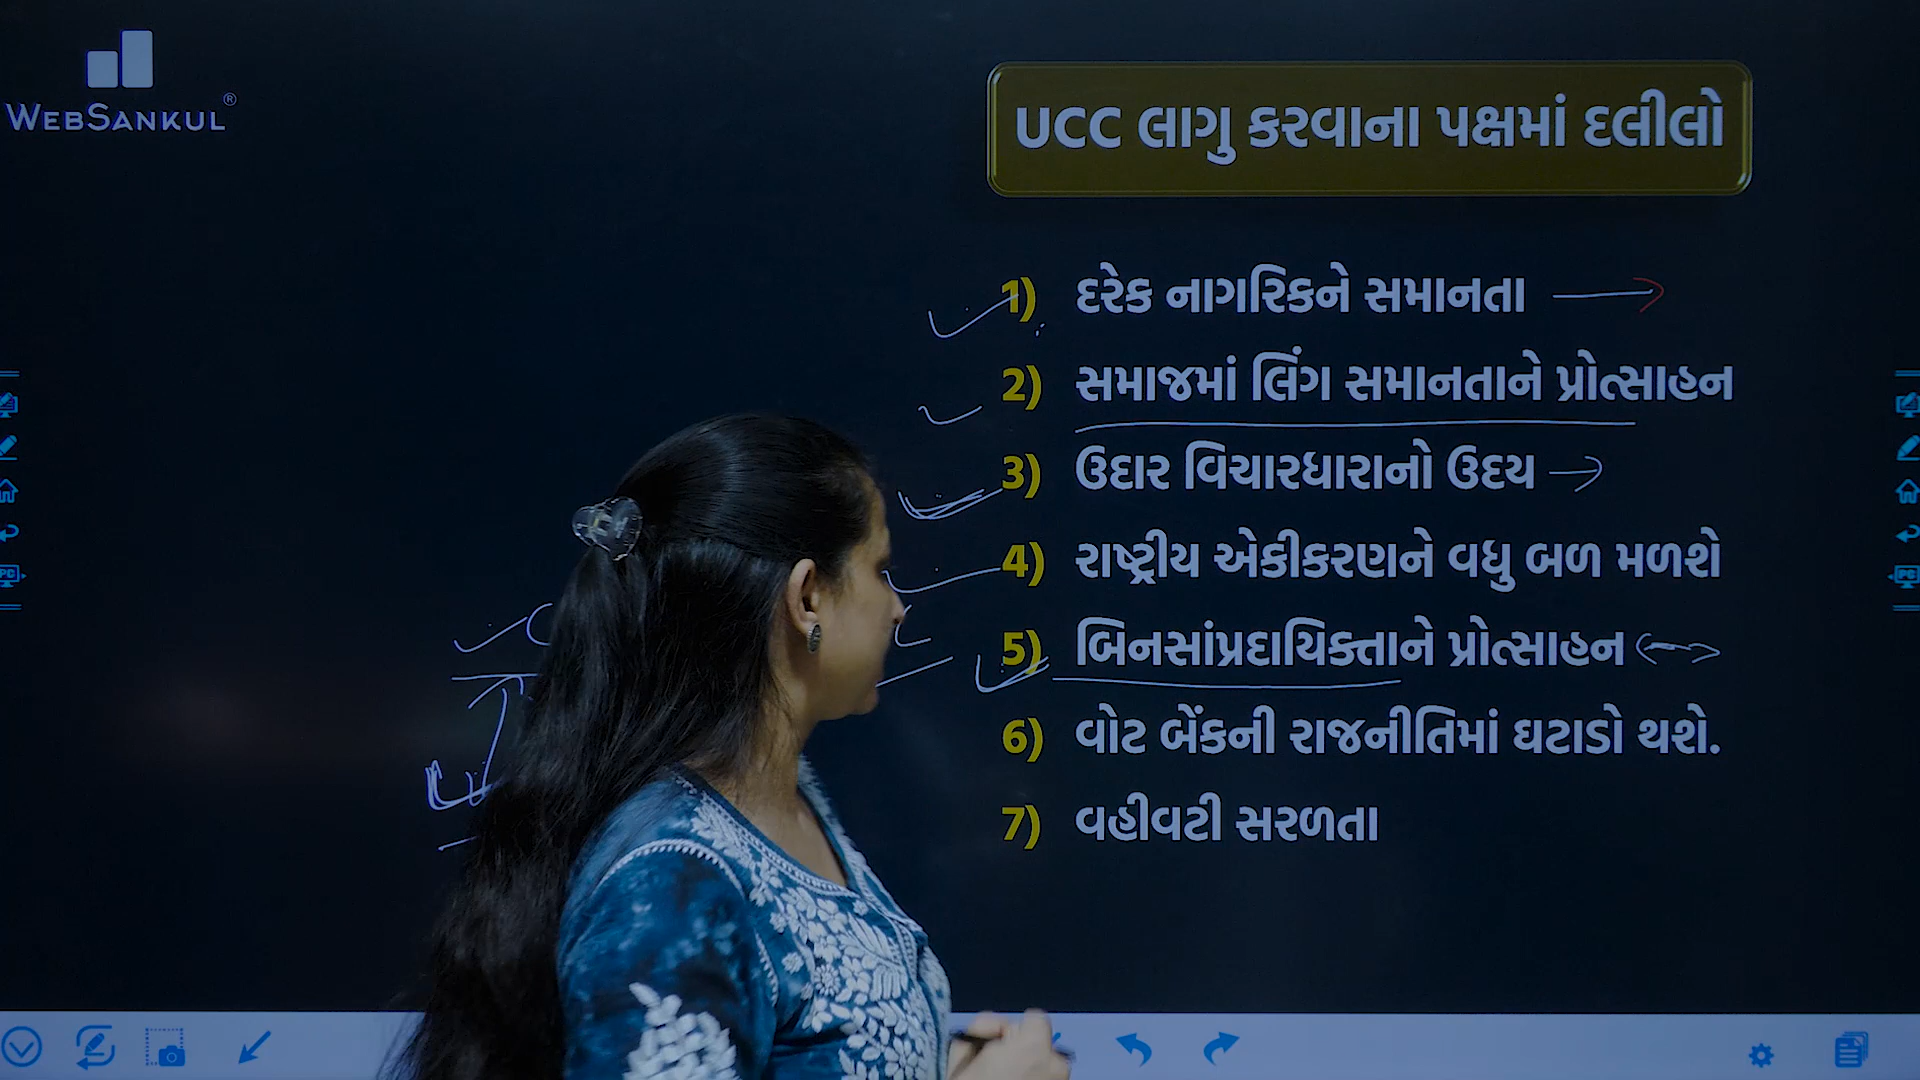 WEBSANKUL®
UCC લાગુ કરવાના પક્ષમાં દલીલો
1) દરેક નાગરિકને સમાનતા
2) સમાજમાં લિંગ સમાનતાને પ્રોત્સાહન
3) ઉદાર વિચારધારાનો ઉદય
4) રાષ્ટ્રીય એકીકરણને વધુ બળ મળશે
5) બિનસાંપ્રદાયિક્તાને પ્રોત્સાહન
6) વોટ બેંકની રાજનીતિમાં ઘટાડો થશે.
7) વહીવટી સરળતા
PC
PC